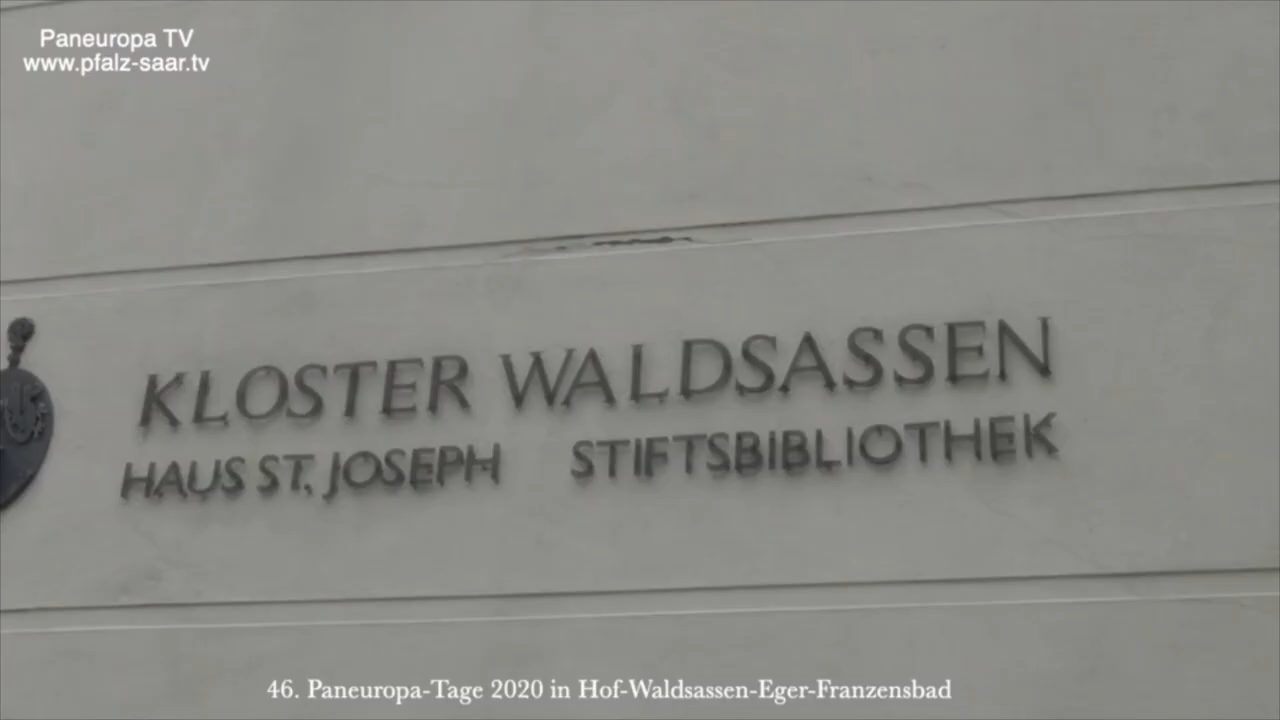 Paneuropa TV
www.pfalz-saar.tv
KLOSTER WALDSASSEN
HAUS ST. JOSEPH STIFTSBIBLIOTHEK
46. Paneuropa-Tage 2020 in Hof-Waldsassen-Eger-Franzensbad